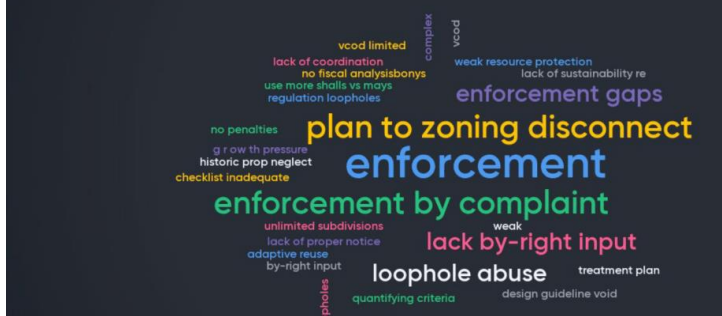 complex
vcod
vcod limited
lack of coordination
weak resource protection
no fiscal analysisbonys
lack of sustainability re
use more shalls vs mays
enforcement gaps
regulation loopholes
no penalties
plan to zoning disconnect
g r ow th pressure
historic prop neglect
enforcement
checklist inadequate
enforcement by complaint
unlimited subdivisions
weak
lack of proper notice
lack by-right input
adaptive reuse
by-right input
loophole abuse
treatment plan
pholes
quantifying criteria
design guideline void